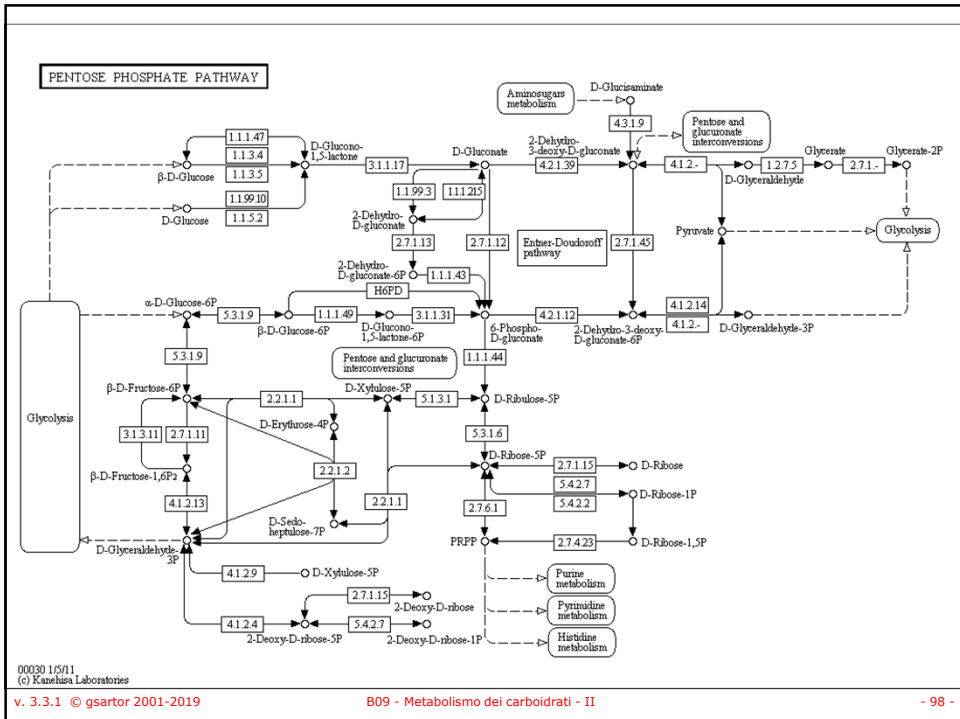 PENTOSE PHOSPHATE PATHWAY
Aminosugars
metabolism
D-Glucisaminate
4.3.1.9
Pentose and
glucuronate
interconversions
1.1.1.47
1.1.3.4
1.1.3.5
β-D-Glucose
D-Glucono-
1,5-lactone
3.1.1.17
D-Gluconate
2-Dehydro-
3-deoxy-D-gluconate
4.2.1.39
4.1.2.-
D-Glyceraldehyde
1.2.7.5
Glycerate
2.7.1.-
Glycerate-2P
1.1.99.10
1.1.5.2
D-Glucose
1.1.99.3
1.1.1.215
2-Dehydro-
D-gluconate
2.7.1.13
2.7.1.12
Entner-Doudoroff
pathway
2.7.1.45
Pyruvate
Glycolysis
2-Dehydro-
D-gluconate-6P
1.1.1.43
H6PD
α-D-Glucose-6P
5.3.1.9
β-D-Glucose-6P
1.1.1.49
D-Glucono-
1,5-lactone-6P
3.1.1.31
6-Phospho-
D-gluconate
4.2.1.12
2-Dehydro-3-deoxy-
D-gluconate-6P
4.1.2.14
4.1.2.-
D-Glyceraldehyde-3P
5.3.1.9
Pentose and glucuronate
interconversions
1.1.1.44
β-D-Fructose-6P
2.2.1.1
D-Xylulose-5P
5.1.3.1
D-Ribulose-5P
Glycolysis
3.1.3.11
2.7.1.11
D-Erythrose-4P
5.3.1.6
β-D-Fructose-1,6P2
2.2.1.2
D-Ribose-5P
2.7.1.15
D-Ribose
5.4.2.7
5.4.2.2
D-Ribose-1P
4.1.2.13
2.2.1.1
2.7.6.1
D-Sedo-
heptulose-7P
D-Glyceraldehyde-
3P
PRPP
2.7.4.23
D-Ribose-1,5P
4.1.2.9
D-Xylulose-5P
Purine
metabolism
2.7.1.15
2-Deoxy-D-ribose
Pyrimidine
metabolism
4.1.2.4
2-Deoxy-D-ribose-5P
5.4.2.7
2-Deoxy-D-ribose-1P
Histidine
metabolism
00030 1/5/11
(c) Kanehisa Laboratories
v. 3.3.1 © gsartor 2001-2019
B09 - Metabolismo dei carboidrati - II
- 98 -